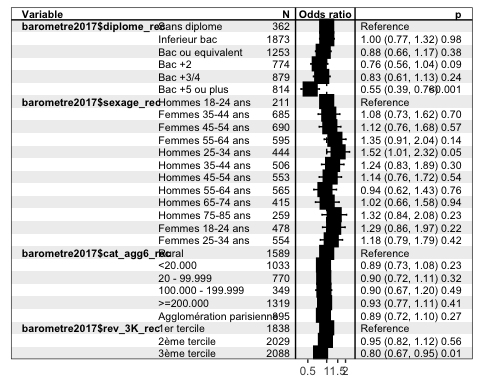 Variable N Odds ratio p
barometre2017$diplome_rec Sans diplome 362 Reference
Inferieur bac 1873 1.00 (0.77, 1.32) 0.98
Bac ou equivalent 1253 0.88 (0.66, 1.17) 0.38
Bac +2 774 0.76 (0.56, 1.04) 0.09
Bac +3/4 879 0.83 (0.61, 1.13) 0.24
Bac +5 ou plus 814 0.55 (0.39, 0.76) <0.001
barometre2017$sexage_rec Hommes 18-24 ans 211 Reference
Femmes 35-44 ans 685 1.08 (0.73, 1.62) 0.70
Femmes 45-54 ans 690 1.12 (0.76, 1.68) 0.57
Femmes 55-64 ans 595 1.35 (0.91, 2.04) 0.14
Hommes 25-34 ans 444 1.52 (1.01, 2.32) 0.05
Hommes 35-44 ans 506 1.24 (0.83, 1.89) 0.30
Hommes 45-54 ans 553 1.14 (0.76, 1.72) 0.54
Hommes 55-64 ans 565 0.94 (0.62, 1.43) 0.76
Hommes 65-74 ans 415 1.02 (0.66, 1.58) 0.94
Hommes 75-85 ans 259 1.32 (0.84, 2.08) 0.23
Femmes 18-24 ans 478 1.29 (0.86, 1.97) 0.22
Femmes 25-34 ans 554 1.18 (0.79, 1.79) 0.42
barometre2017$cat_agg6_rec Rural 1589 Reference
<20.000 1033 0.89 (0.73, 1.08) 0.23
20 - 99.999 770 0.90 (0.72, 1.11) 0.32
100.000 - 199.999 349 0.90 (0.67, 1.20) 0.49
>=200.000 1319 0.93 (0.77, 1.11) 0.41
Agglomération parisienne 895 0.89 (0.72, 1.10) 0.27
barometre2017$rev_3K_rec 1er tercile 1838 Reference
2ème tercile 2029 0.95 (0.82, 1.12) 0.56
3ème tercile 2088 0.80 (0.67, 0.95) 0.01
0.5 1 1.5 2